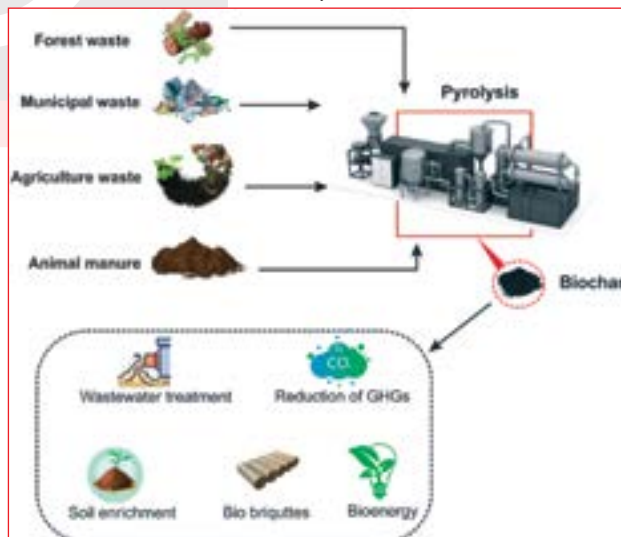 Forest waste
Municipal waste
Pyrolysis
Agriculture waste
Animal manure
Biochar
CO₂
Wastewater treatment
Reduction of GHGs
Soil enrichment
Bio briquttes
Bioenergy